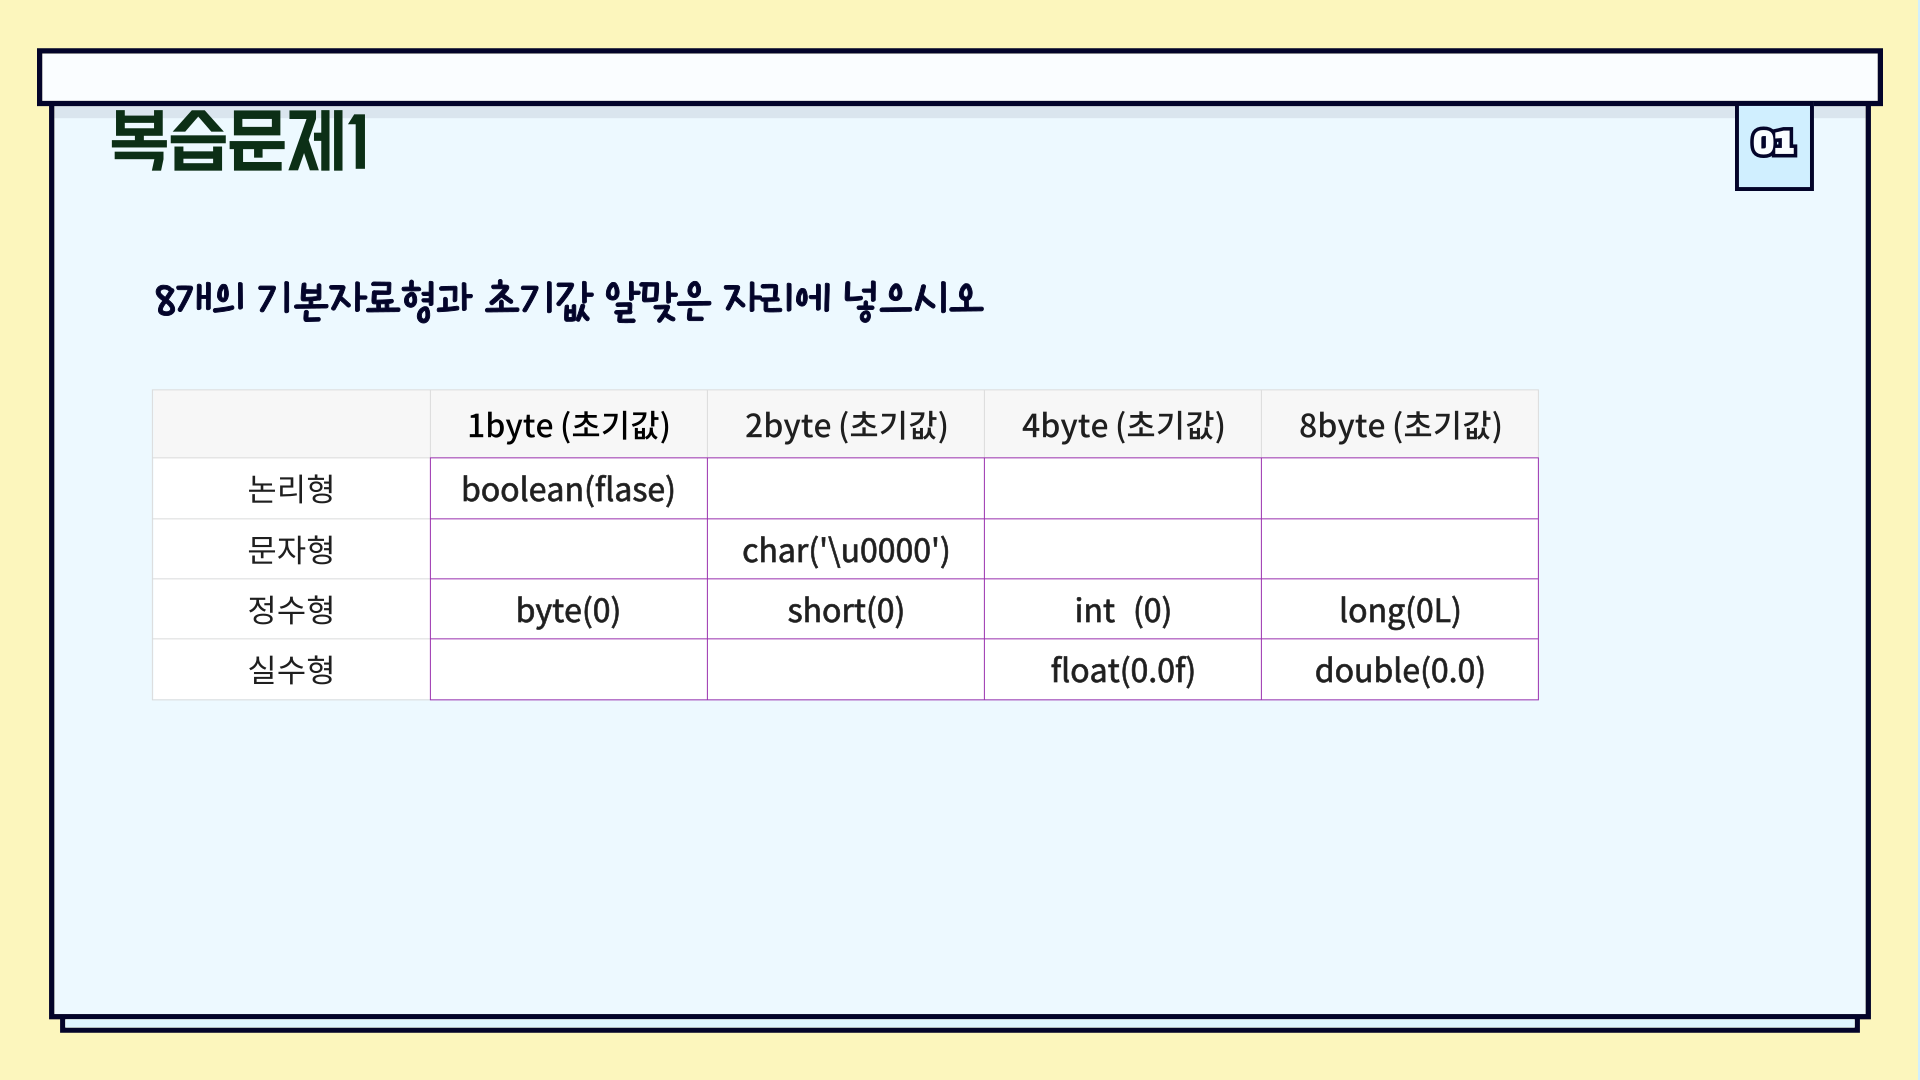 복습문제1
01
8개의 기본자료형과 초기값 알맞은 자리에 넣으시오
1byte (초기값) 2byte (초기값) 4byte (초기값) 8byte (초기값)
논리형 boolean(flase)
문자형 char('\u0000')
정수형 byte(0) short(0) int (0) long(0L)
실수형 float(0.0f) double(0.0)